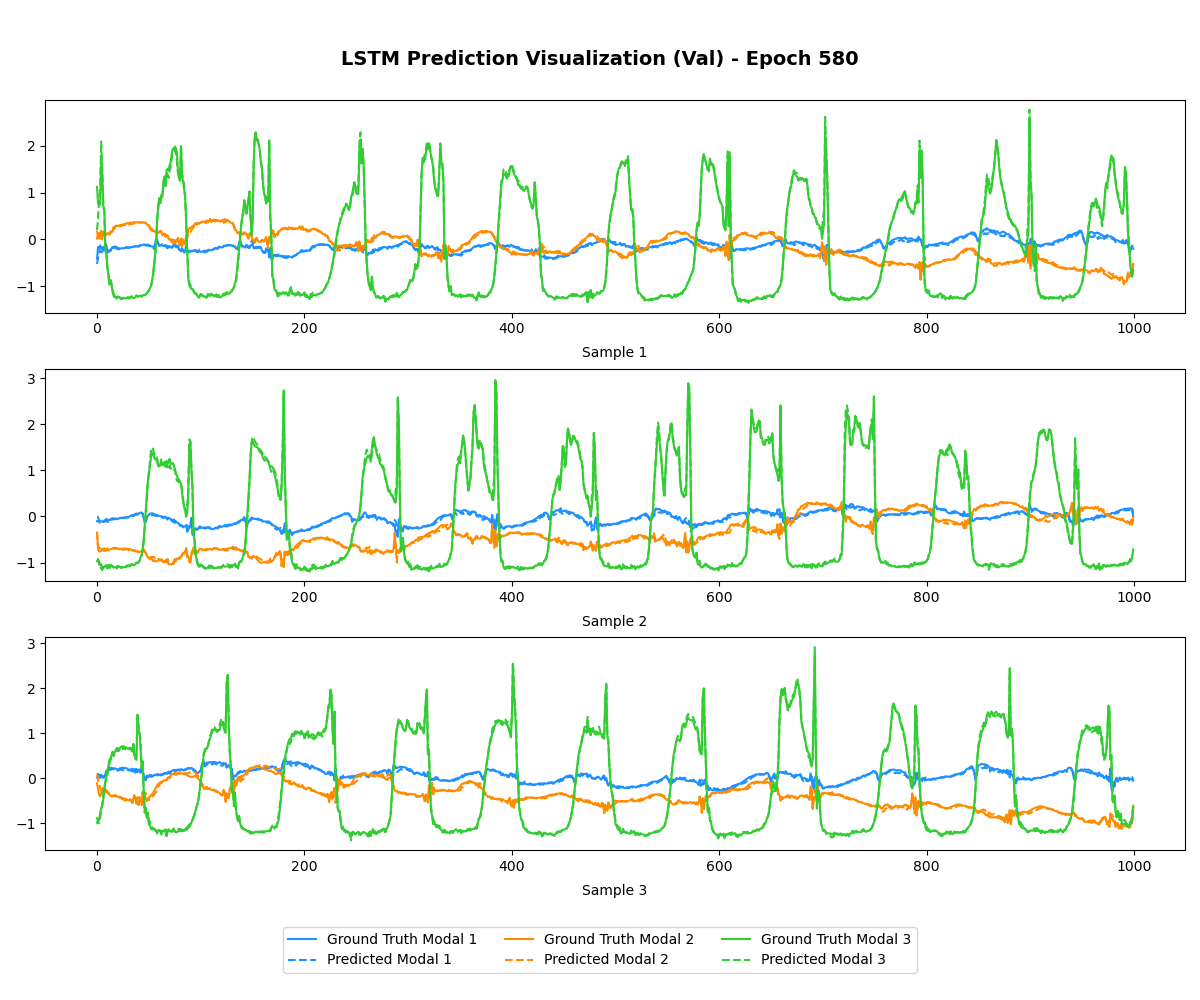 LSTM Prediction Visualization (Val) - Epoch 580
2
1
0
−1
0 200 400 600 800 1000
Sample 1
3
2
1
0
−1
0 200 400 600 800 1000
Sample 2
3
2
1
0
−1
0 200 400 600 800 1000
Sample 3
Ground Truth Modal 1 Ground Truth Modal 2 Ground Truth Modal 3
Predicted Modal 1 Predicted Modal 2 Predicted Modal 3